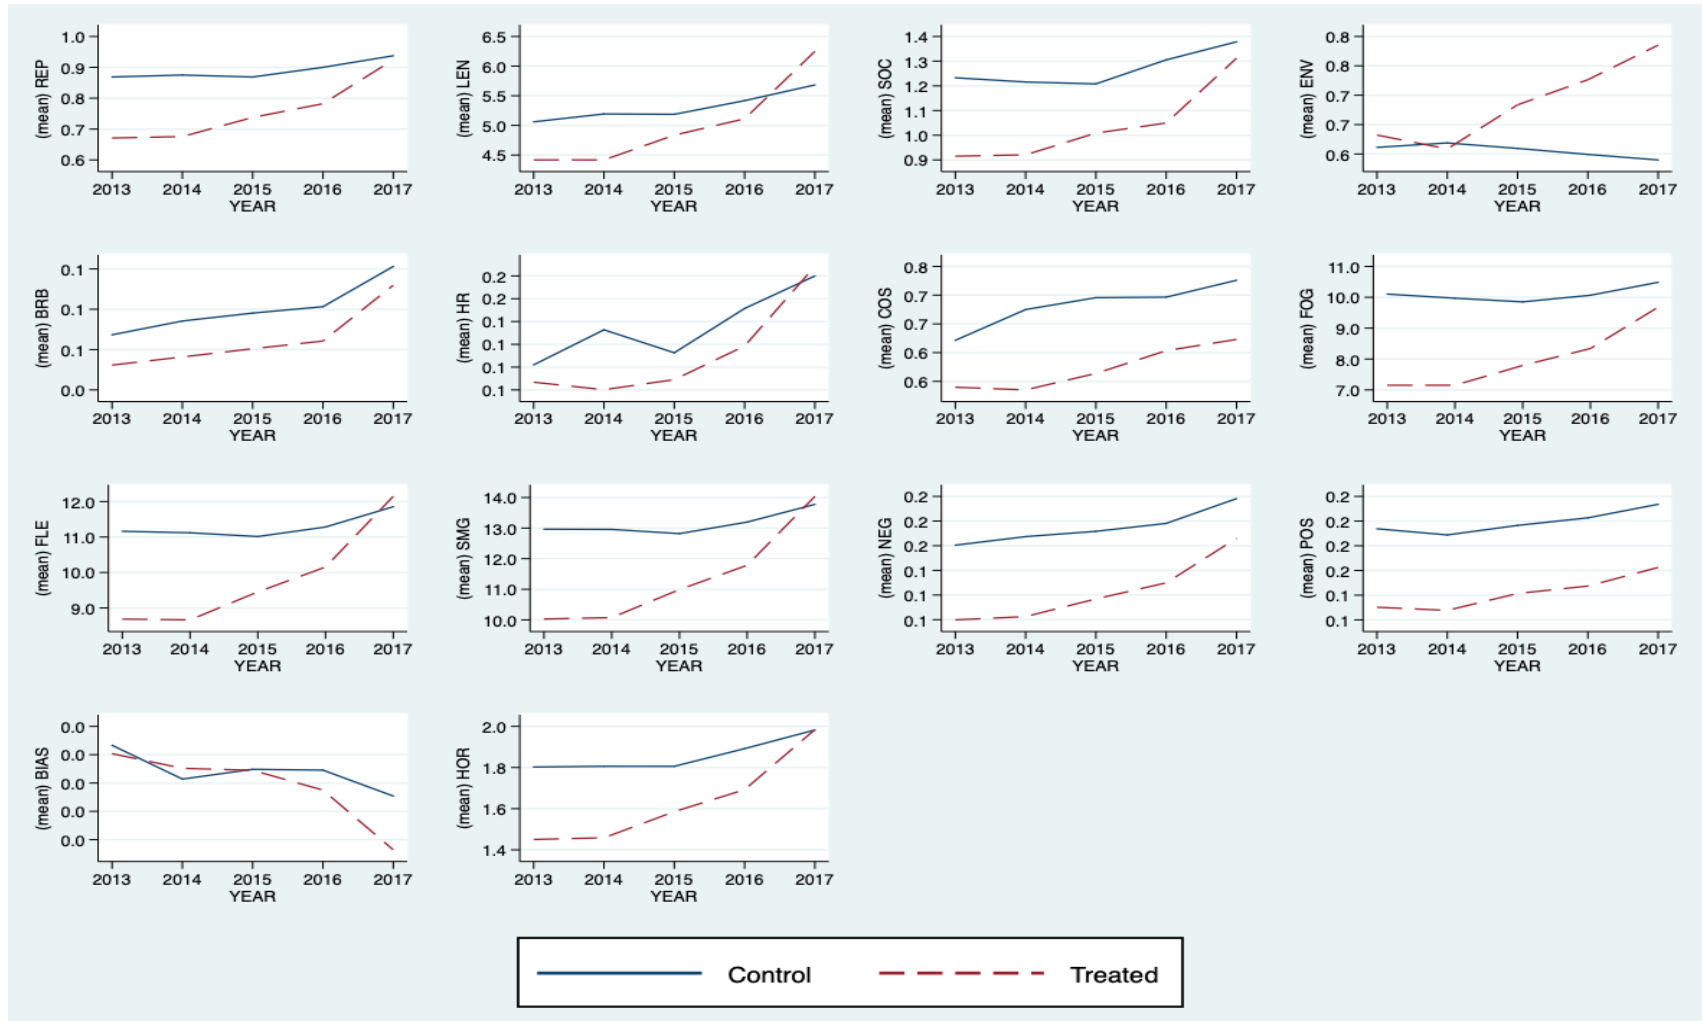 (mean) REP
1.0
0.9
0.8
0.7
0.6
2013 2014 2015 2016 2017
YEAR
(mean) LEN
6.5
6.0
5.5
5.0
4.5
2013 2014 2015 2016 2017
YEAR
(mean) SOC
1.4
1.3
1.2
1.1
1.0
0.9
2013 2014 2015 2016 2017
YEAR
(mean) ENV
0.8
0.8
0.7
0.7
0.6
2013 2014 2015 2016 2017
YEAR
(mean) BRB
0.1
0.1
0.1
0.0
2013 2014 2015 2016 2017
YEAR
(mean) HR
0.2
0.2
0.1
0.1
0.1
0.1
2013 2014 2015 2016 2017
YEAR
(mean) COS
0.8
0.7
0.7
0.6
0.6
2013 2014 2015 2016 2017
YEAR
(mean) FOG
11.0
10.0
9.0
8.0
7.0
2013 2014 2015 2016 2017
YEAR
(mean) FLE
12.0
11.0
10.0
9.0
2013 2014 2015 2016 2017
YEAR
(mean) SMG
14.0
13.0
12.0
11.0
10.0
2013 2014 2015 2016 2017
YEAR
(mean) NEG
0.2
0.2
0.2
0.1
0.1
0.1
2013 2014 2015 2016 2017
YEAR
(mean) POS
0.2
0.2
0.2
0.2
0.1
0.1
2013 2014 2015 2016 2017
YEAR
(mean) BIAS
0.0
0.0
0.0
0.0
0.0
2013 2014 2015 2016 2017
YEAR
(mean) HOR
2.0
1.8
1.6
1.4
2013 2014 2015 2016 2017
YEAR
Control Treated